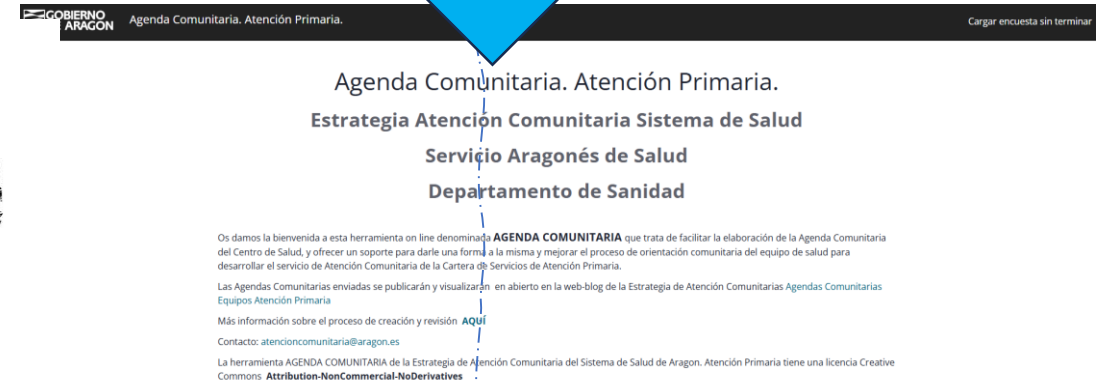 GOBIERNO
ARAGON
Agenda Comunitaria. Atención Primaria.
Cargar encuesta sin terminar
Agenda Comunitaria. Atención Primaria.
Estrategia Atención Comunitaria Sistema de Salud
Servicio Aragonés de Salud
Departamento de Sanidad
Os damos la bienvenida a esta herramienta on line denominada AGENDA COMUNITARIA que trata de facilitar la elaboración de la Agenda Comunitaria
del Centro de Salud, y ofrecer un soporte para darle una forma a la misma y mejorar el proceso de orientación comunitaria del equipo de salud para
desarrollar el servicio de Atención Comunitaria de la Cartera de Servicios de Atención Primaria.
Las Agendas Comunitarias enviadas se publicarán y visualizarán en abierto en la web-blog de la Estrategia de Atención Comunitarias Agendas Comunitarias
Equipos Atención Primaria
Más información sobre el proceso de creación y revisión AQUÍ
Contacto: atencioncomunitaria@aragon.es
La herramienta AGENDA COMUNITARIA de la Estrategia de Atención Comunitaria del Sistema de Salud de Aragon. Atención Primaria tiene una licencia Creative
Commons Attribution-NonCommercial-NoDerivatives